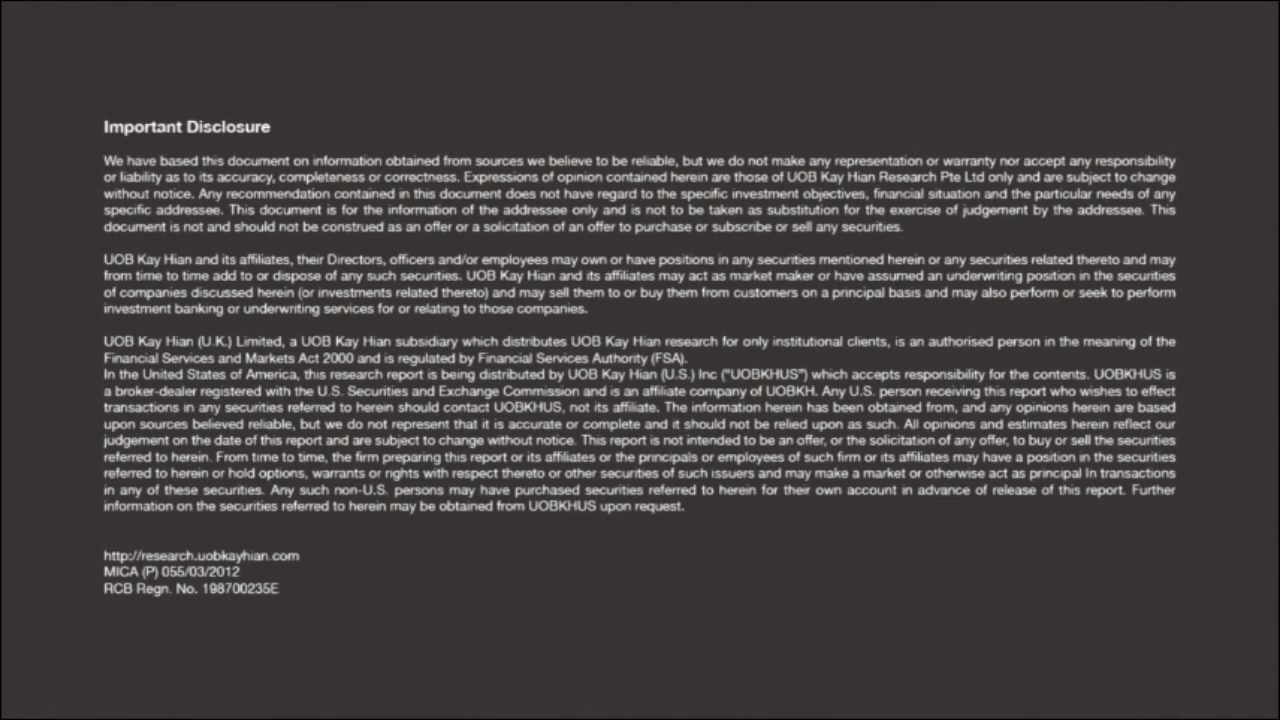 Important Disclosure
We have based this document on information obtained from sources we believe to be reliable, but we do not make any representation or warranty nor accept any responsibility
or liability as to its accuracy, completeness or correctness. Expressions of opinion contained herein are those of UOB Kay Hian Research Pte Ltd only and are subject to change
without notice. Any recommendation contained in this document does not have regard to the specific investment objectives, financial situation and the particular needs of any
specific addressee. This document is for the information of the addressee only and is not to be taken as substitution for the exercise of judgement by the addressee. This
document is not and should not be construed as an offer or a solicitation of an offer to purchase or subscribe or sell any securities.
UOB Kay Hian and its affiliates, their Directors, officers and/or employees may own or have positions in any securities mentioned herein or any securities related thereto and may
from time to time add to or dispose of any such securities. UOB Kay Hian and its affiliates may act as market maker or have assumed an underwriting position in the securities
of companies discussed herein (or investments related thereto) and may sell them to or buy them from customers on a principal basis and may also perform or seek to perform
investment banking or underwriting services for or relating to those companies.
UOB Kay Hian (U.K.) Limited, a UOB Kay Hian subsidiary which distributes UOB Kay Hian research for only institutional clients, is an authorised person in the meaning of the
Financial Services and Markets Act 2000 and is regulated by Financial Services Authority (FSA).
In the United States of America, this research report is being distributed by UOB Kay Hian (U.S.) Inc ("UOBKHUS") which accepts responsibility for the contents. UOBKHUS is
a broker-dealer registered with the U.S. Securities and Exchange Commission and is an affiliate company of UOBKH. Any U.S. person receiving this report who wishes to effect
transactions in any securities referred to herein should contact UOBKHUS, not its affiliate. The information herein has been obtained from, and any opinions herein are based
upon sources believed reliable, but we do not represent that it is accurate or complete and it should not be relied upon as such. All opinions and estimates herein reflect our
judgement on the date of this report and are subject to change without notice. This report is not intended to be an offer, or the solicitation of any offer, to buy or sell the securities
referred to herein. From time to time, the firm preparing this report or its affiliates or the principals or employees of such firm or its affiliates may have a position in the securities
referred to herein or hold options, warrants or rights with respect thereto or other securities of such issuers and may make a market or otherwise act as principal In transactions
in any of these securities. Any such non-U.S. persons may have purchased securities referred to herein for their own account in advance of release of this report. Further
information on the securities referred to herein may be obtained from UOBKHUS upon request.
http://research.uobkayhian.com
MICA (P) 055/03/2012
RCB Regn. No. 198700235E